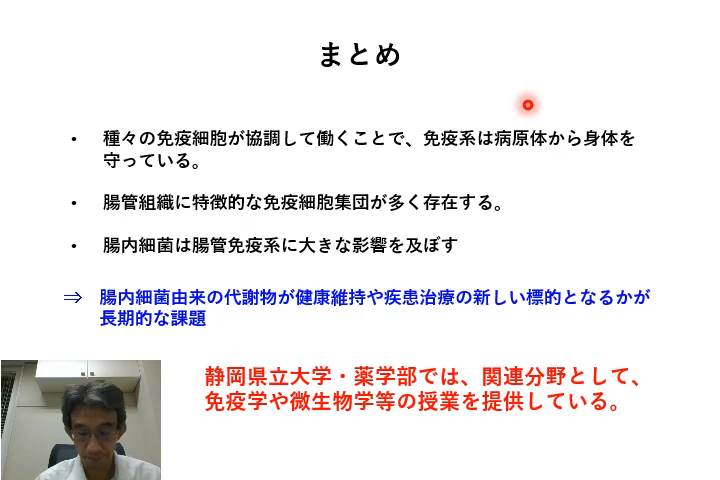 まとめ
• 種々の免疫細胞が協調して働くことで、免疫系は病原体から身体を
守っている。
• 腸管組織に特徴的な免疫細胞集団が多く存在する。
• 腸内細菌は腸管免疫系に大きな影響を及ぼす
⇒ 腸内細菌由来の代謝物が健康維持や疾患治療の新しい標的となるかが
長期的な課題
静岡県立大学・薬学部では、関連分野として、
免疫学や微生物学等の授業を提供している。